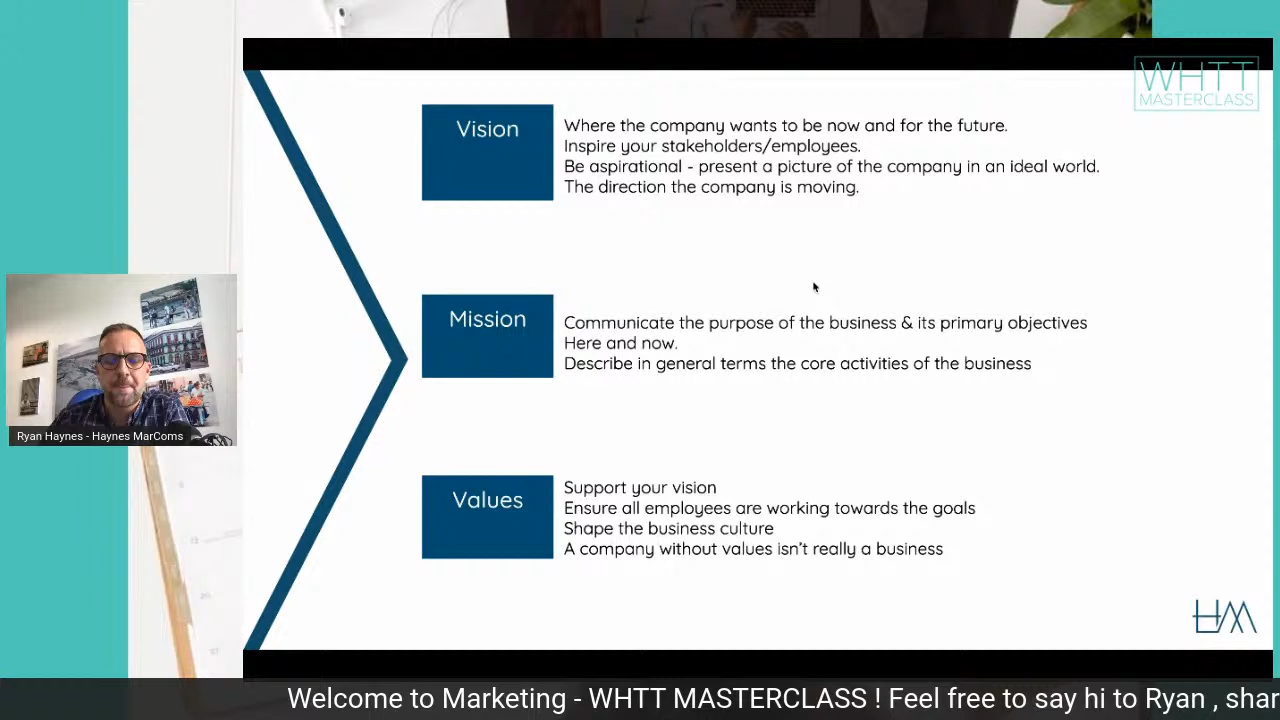 WHTT
MASTERCLASS
Vision
Where the company wants to be now and for the future.
Inspire your stakeholders/employees.
Be aspirational - present a picture of the company in an ideal world.
The direction the company is moving.
Mission
Communicate the purpose of the business & its primary objectives
Here and now.
Describe in general terms the core activities of the business
Values
Support your vision
Ensure all employees are working towards the goals
Shape the business culture
A company without values isn't really a business
Ryan Haynes - Haynes MarComs
HM
Welcome to Marketing - WHTT MASTERCLASS ! Feel free to say hi to Ryan , shar